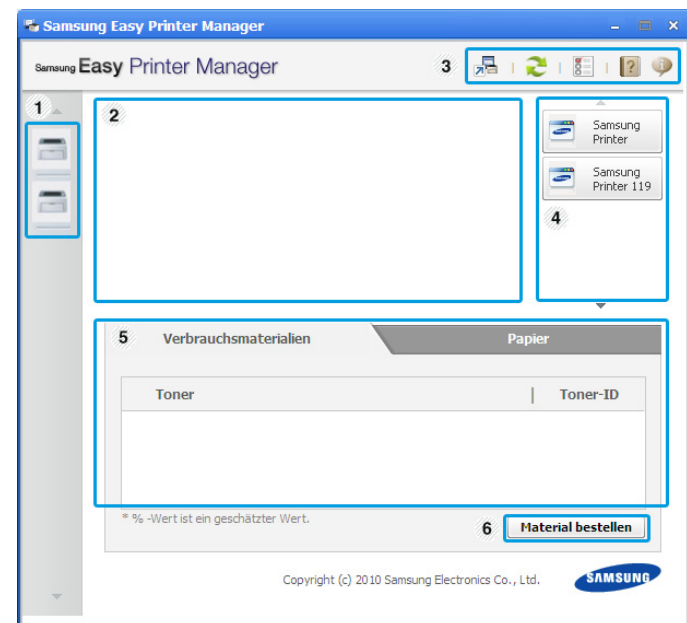 Samsung Easy Printer Manager
Samsung Easy Printer Manager
3
1
2
Samsung
Printer
Samsung
Printer 119
4
5 Verbrauchsmaterialien Papier
Toner | Toner-ID
* % -Wert ist ein geschätzter Wert.
6 Material bestellen
Copyright (c) 2010 Samsung Electronics Co., Ltd. SAMSUNG